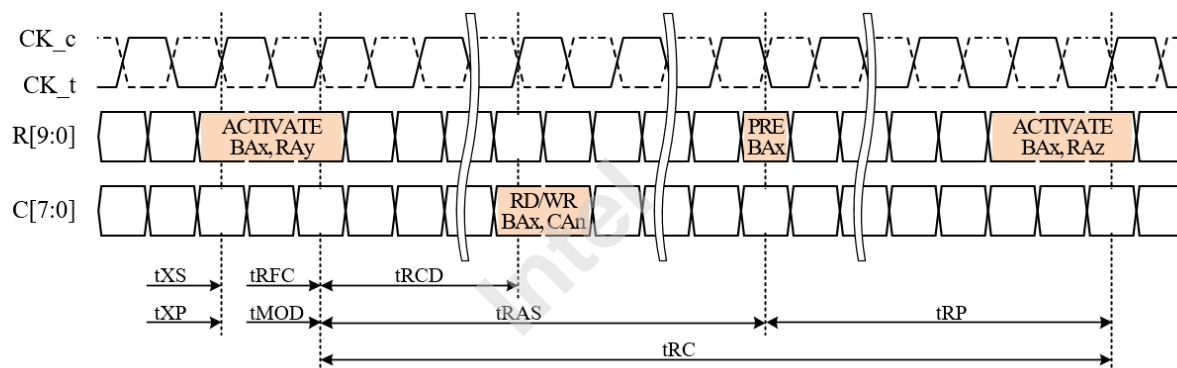 CK_c
CK_t
R[9:0]
ACTIVATE
BAx, RAy
PRE
BAx
ACTIVATE
BAx, RAz
C[7:0]
RD/WR
BAx, CAn
tXS
tRFC
tRCD
tXP
tMOD
tRAS
tRP
tRC
Intel